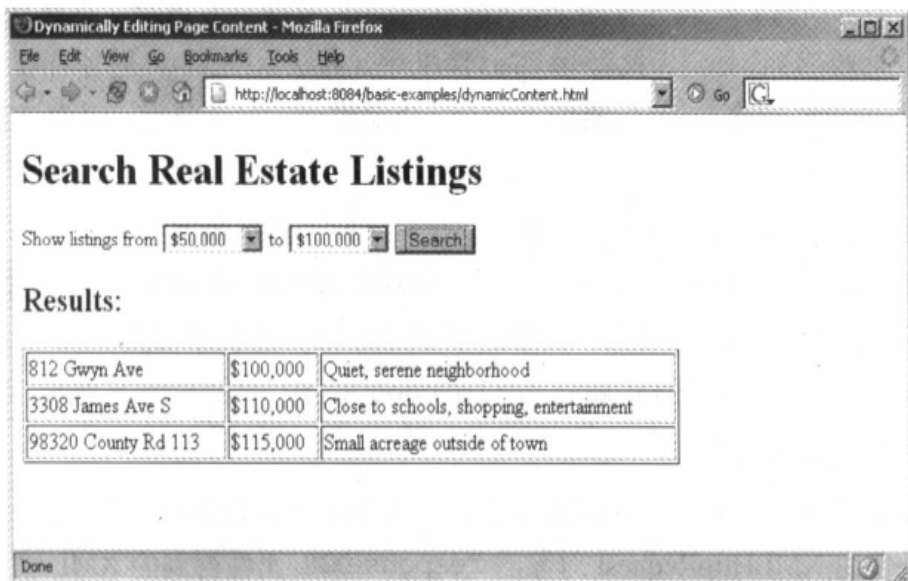 Dynamically Editing Page Content - Mozilla Firefox
File Edit View Go Bookmarks Tools Help
http://localhost:8084/basic-examples/dynamicContent.html Go G
Search Real Estate Listings
Show listings from $50,000 to $100,000 Search
Results:
812 Gwyn Ave $100,000 Quiet, serene neighborhood
3308 James Ave S $110,000 Close to schools, shopping, entertainment
98320 County Rd 113 $115,000 Small acreage outside of town
Done